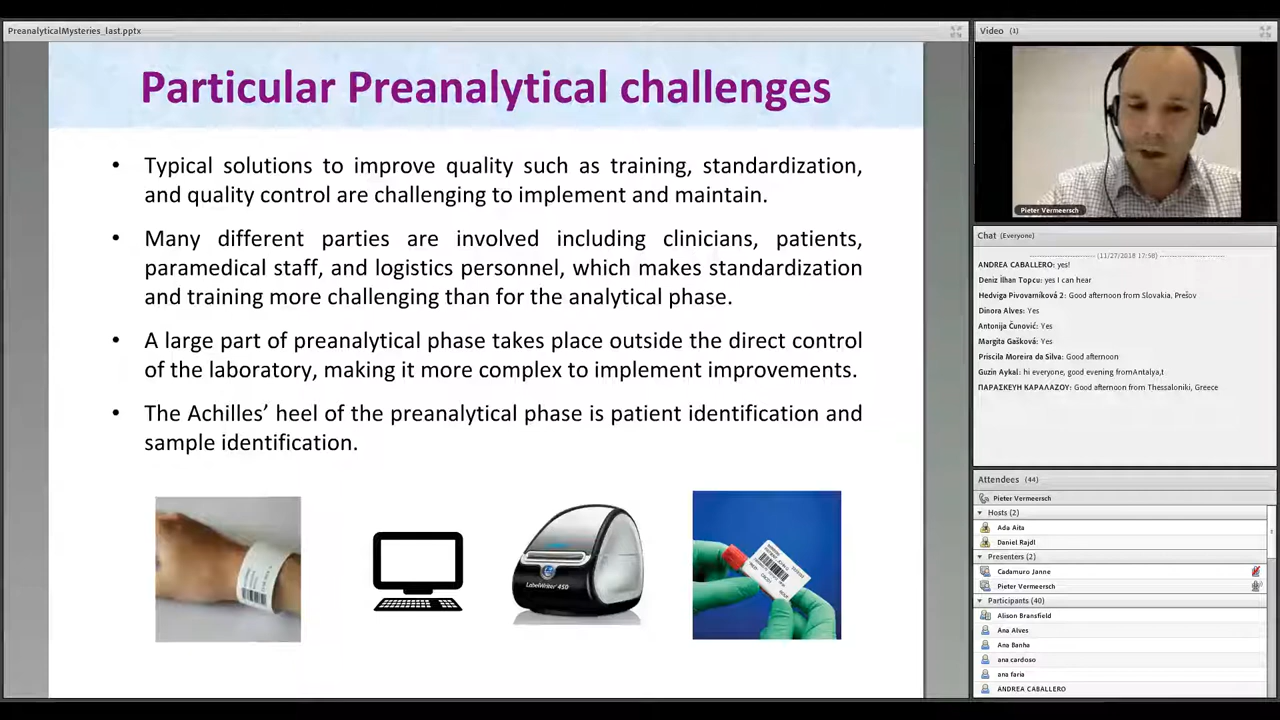 PreanalyticalMysteries_last.pptx
Particular Preanalytical challenges
• Typical solutions to improve quality such as training, standardization,
and quality control are challenging to implement and maintain.
• Many different parties are involved including clinicians, patients,
paramedical staff, and logistics personnel, which makes standardization
and training more challenging than for the analytical phase.
• A large part of preanalytical phase takes place outside the direct control
of the laboratory, making it more complex to implement improvements.
• The Achilles’ heel of the preanalytical phase is patient identification and
sample identification.
LabelWriter 450
Video (1)
Pieter Vermeersch
Chat (Everyone)
(11/27/2018 17:58)
ANDREA CABALLERO: yes!
Deniz İlhan Topcu: yes I can hear
Hedviga Pivovarníková 2: Good afternoon from Slovakia, Prešov
Dinora Alves: Yes
Antonija Čunović: Yes
Margita Gašková: Yes
Priscila Moreira da Silva: Good afternoon
Guzin Aykal: hi everyone, good evening fromAntalya,t
ΠΑΡΑΣΚΕΥΗ ΚΑΡΑΛΑΖΟΥ: Good afternoon from Thessaloniki, Greece
Attendees (44)
Pieter Vermeersch
Hosts (2)
Ada Aita
Daniel Rajdl
Presenters (2)
Cadamuro Janne
Pieter Vermeersch
Participants (40)
Alison Bransfield
Ana Alves
Ana Banha
ana cardoso
ana faria
ANDREA CABALLERO